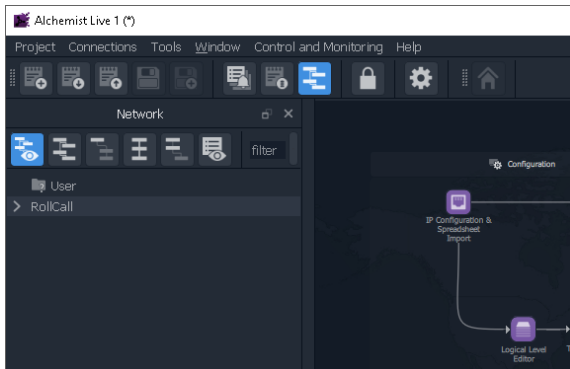 Alchemist Live 1 (*)
Project Connections Tools Window Control and Monitoring Help
Network
filter
User
RollCall
Configuration
IP Configuration &
Spreadsheet
Import
Logical Level
Editor